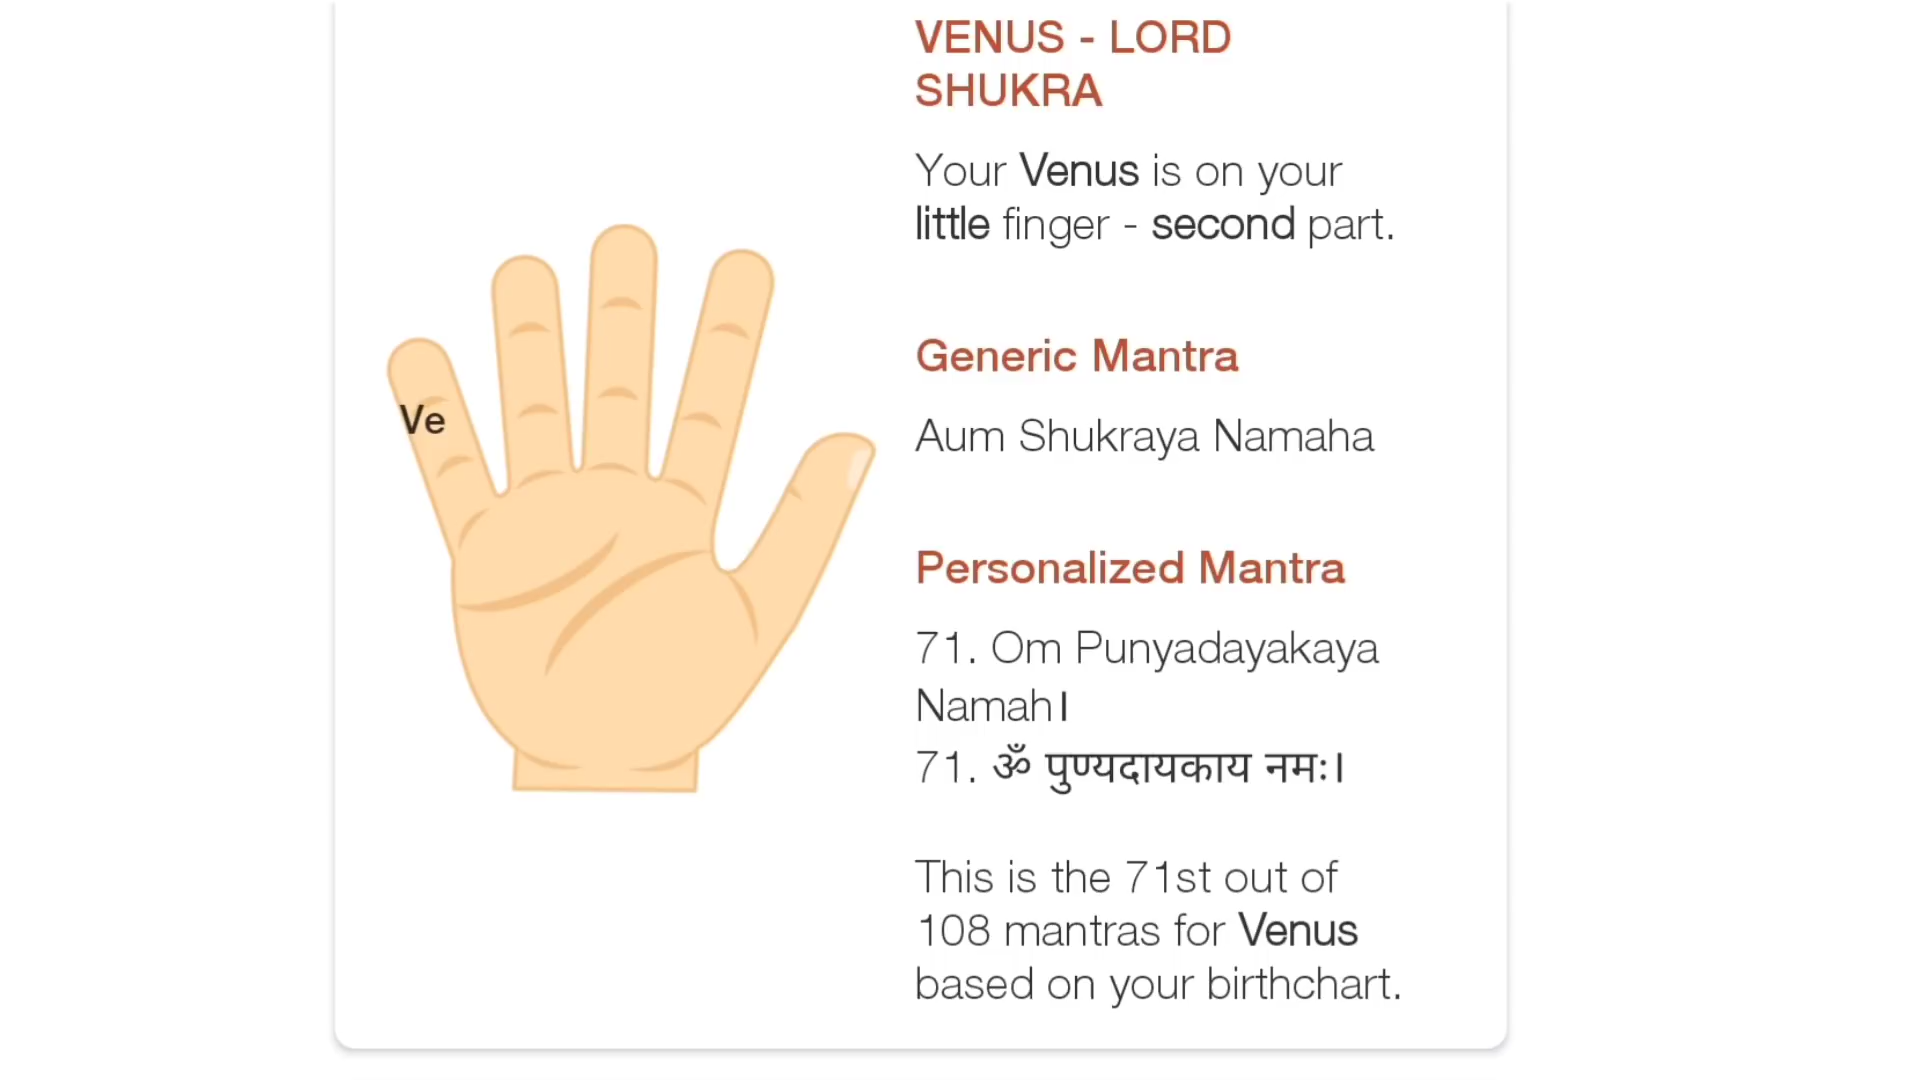 VENUS - LORD
SHUKRA
Your Venus is on your
little finger - second part.
Ve
Generic Mantra
Aum Shukraya Namaha
Personalized Mantra
71. Om Punyadayakaya
Namah।
71. ॐ पुण्यदायकाय नमः।
This is the 71st out of
108 mantras for Venus
based on your birthchart.